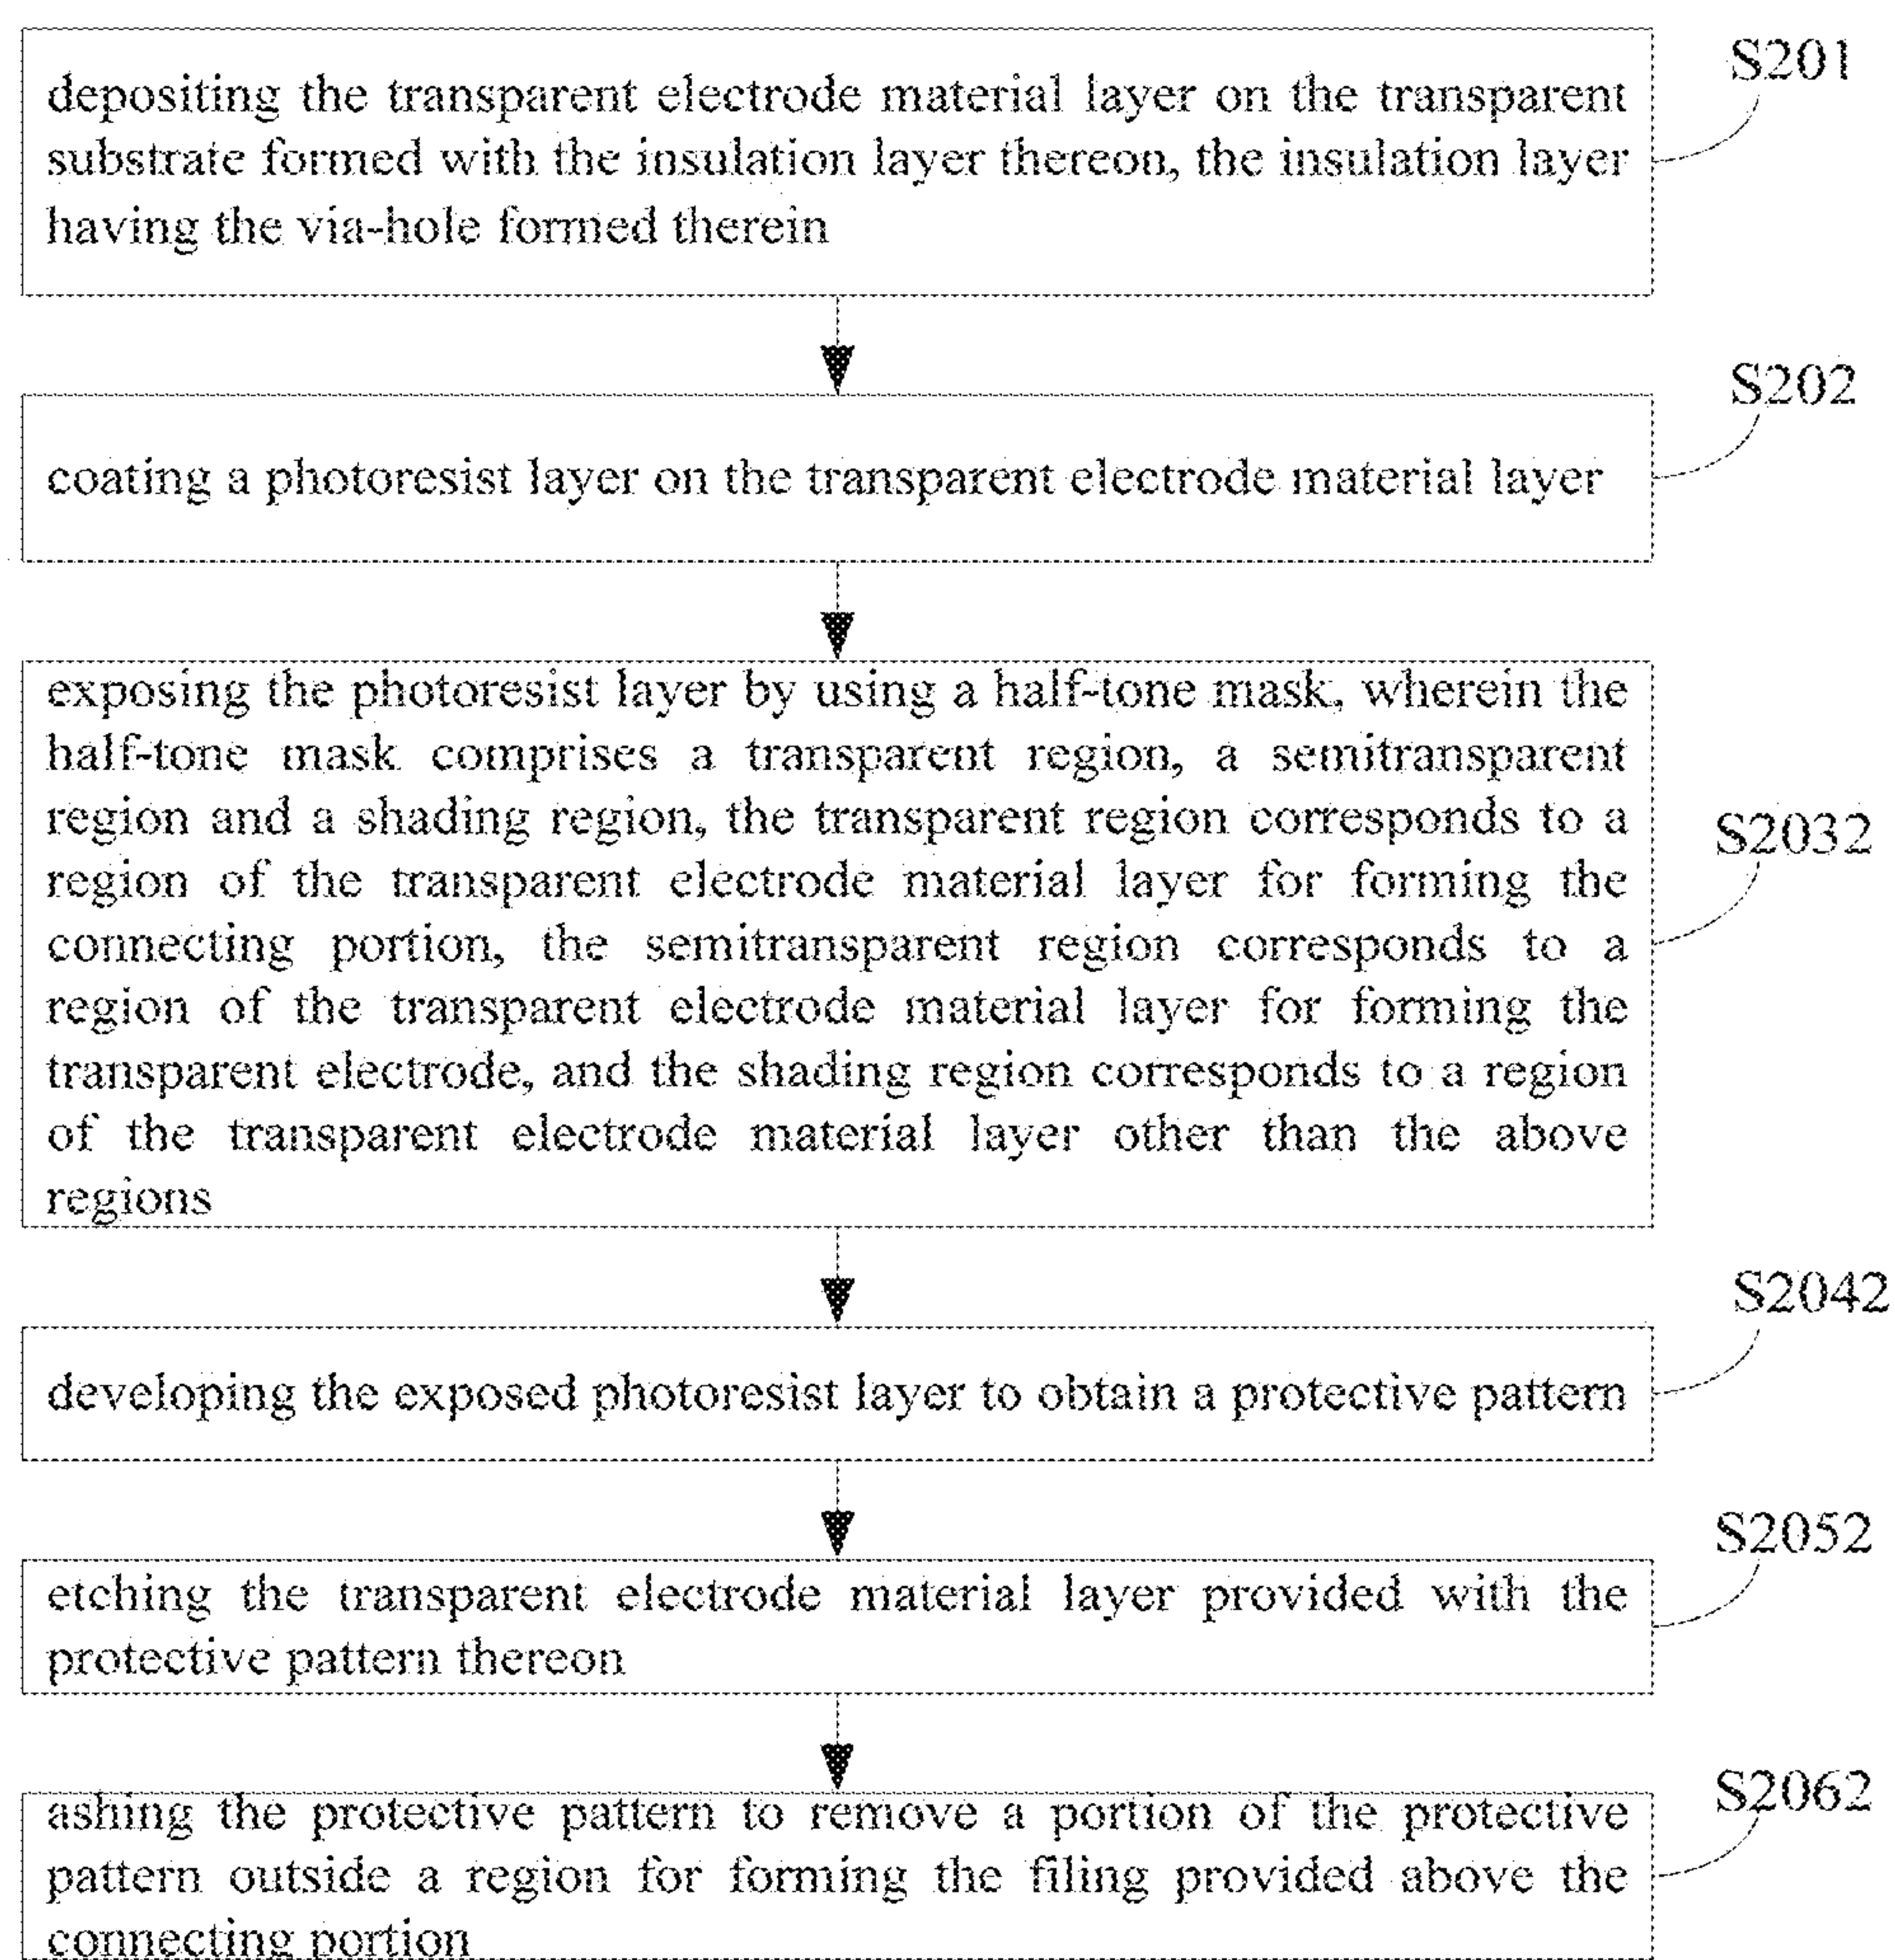 S201
depositing the transparent electrode material layer on the transparent
substrate formed with the insulation layer thereon, the insulation layer
having the via-hole formed therein
S202
coating a photoresist layer on the transparent electrode material layer
exposing the photoresist layer by using a half-tone mask, wherein the
half-tone mask comprises a transparent region, a semitransparent
region and a shading region, the transparent region corresponds to a
region of the transparent electrode material layer for forming the
connecting portion, the semitransparent region corresponds to a
region of the transparent electrode material layer for forming the
transparent electrode, and the shading region corresponds to a region
of the transparent electrode material layer other than the above
regions
S2032
S2042
developing the exposed photoresist layer to obtain a protective pattern
S2052
etching the transparent electrode material layer provided with the
protective pattern thereon
S2062
ashing the protective pattern to remove a portion of the protective
pattern outside a region for forming the filing provided above the
connecting portion